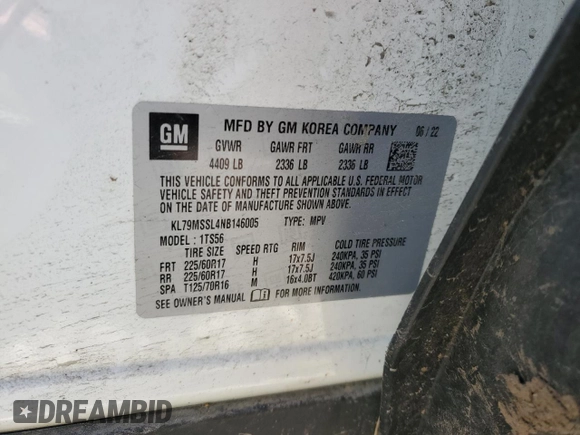 GM
MFD BY GM KOREA COMPANY 06 / 22
GVWR GAWR FRT GAWR RR
4409 LB 2336 LB 2336 LB
THIS VEHICLE CONFORMS TO ALL APPLICABLE U.S. FEDERAL MOTOR
VEHICLE SAFETY AND THEFT PREVENTION STANDARDS IN EFFECT ON
THE DATE OF MANUFACTURE SHOWN ABOVE.
KL79MSSL4NB146005 TYPE: MPV
MODEL : 1TS56
TIRE SIZE SPEED RTG RIM COLD TIRE PRESSURE
FRT 225/60R17 H 17x7.5J 240KPA, 35 PSI
RR 225/60R17 H 17x7.5J 240KPA, 35 PSI
SPA T125/70R16 M 16x4.0BT 420KPA, 60 PSI
SEE OWNER'S MANUAL FOR MORE INFORMATION.
DREAMBID